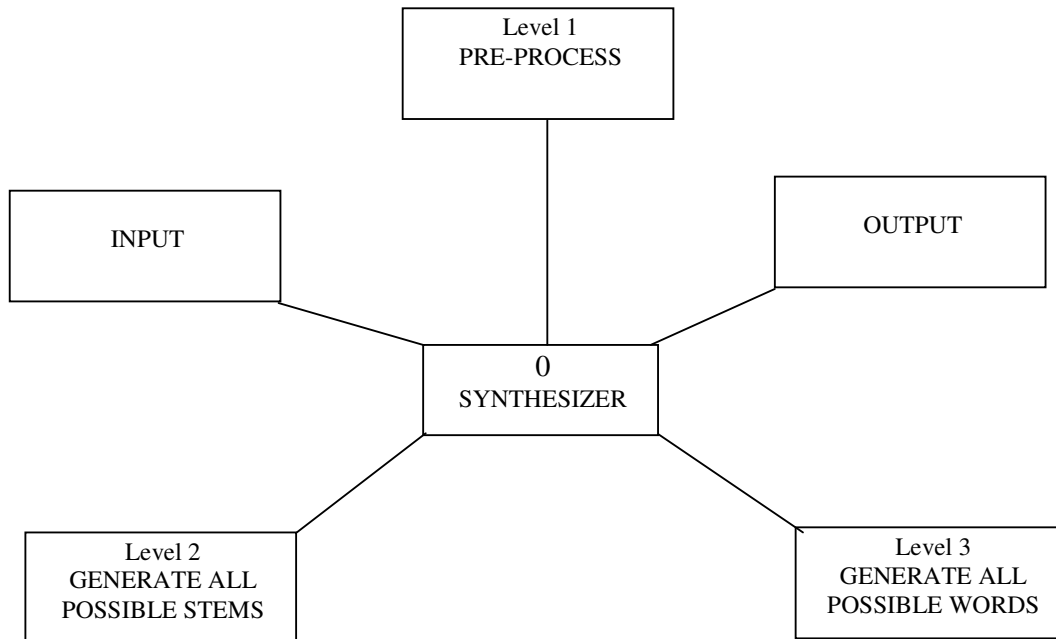 Level 1
PRE-PROCESS
INPUT
OUTPUT
0
SYNTHESIZER
Level 2
GENERATE ALL
POSSIBLE STEMS
Level 3
GENERATE ALL
POSSIBLE WORDS